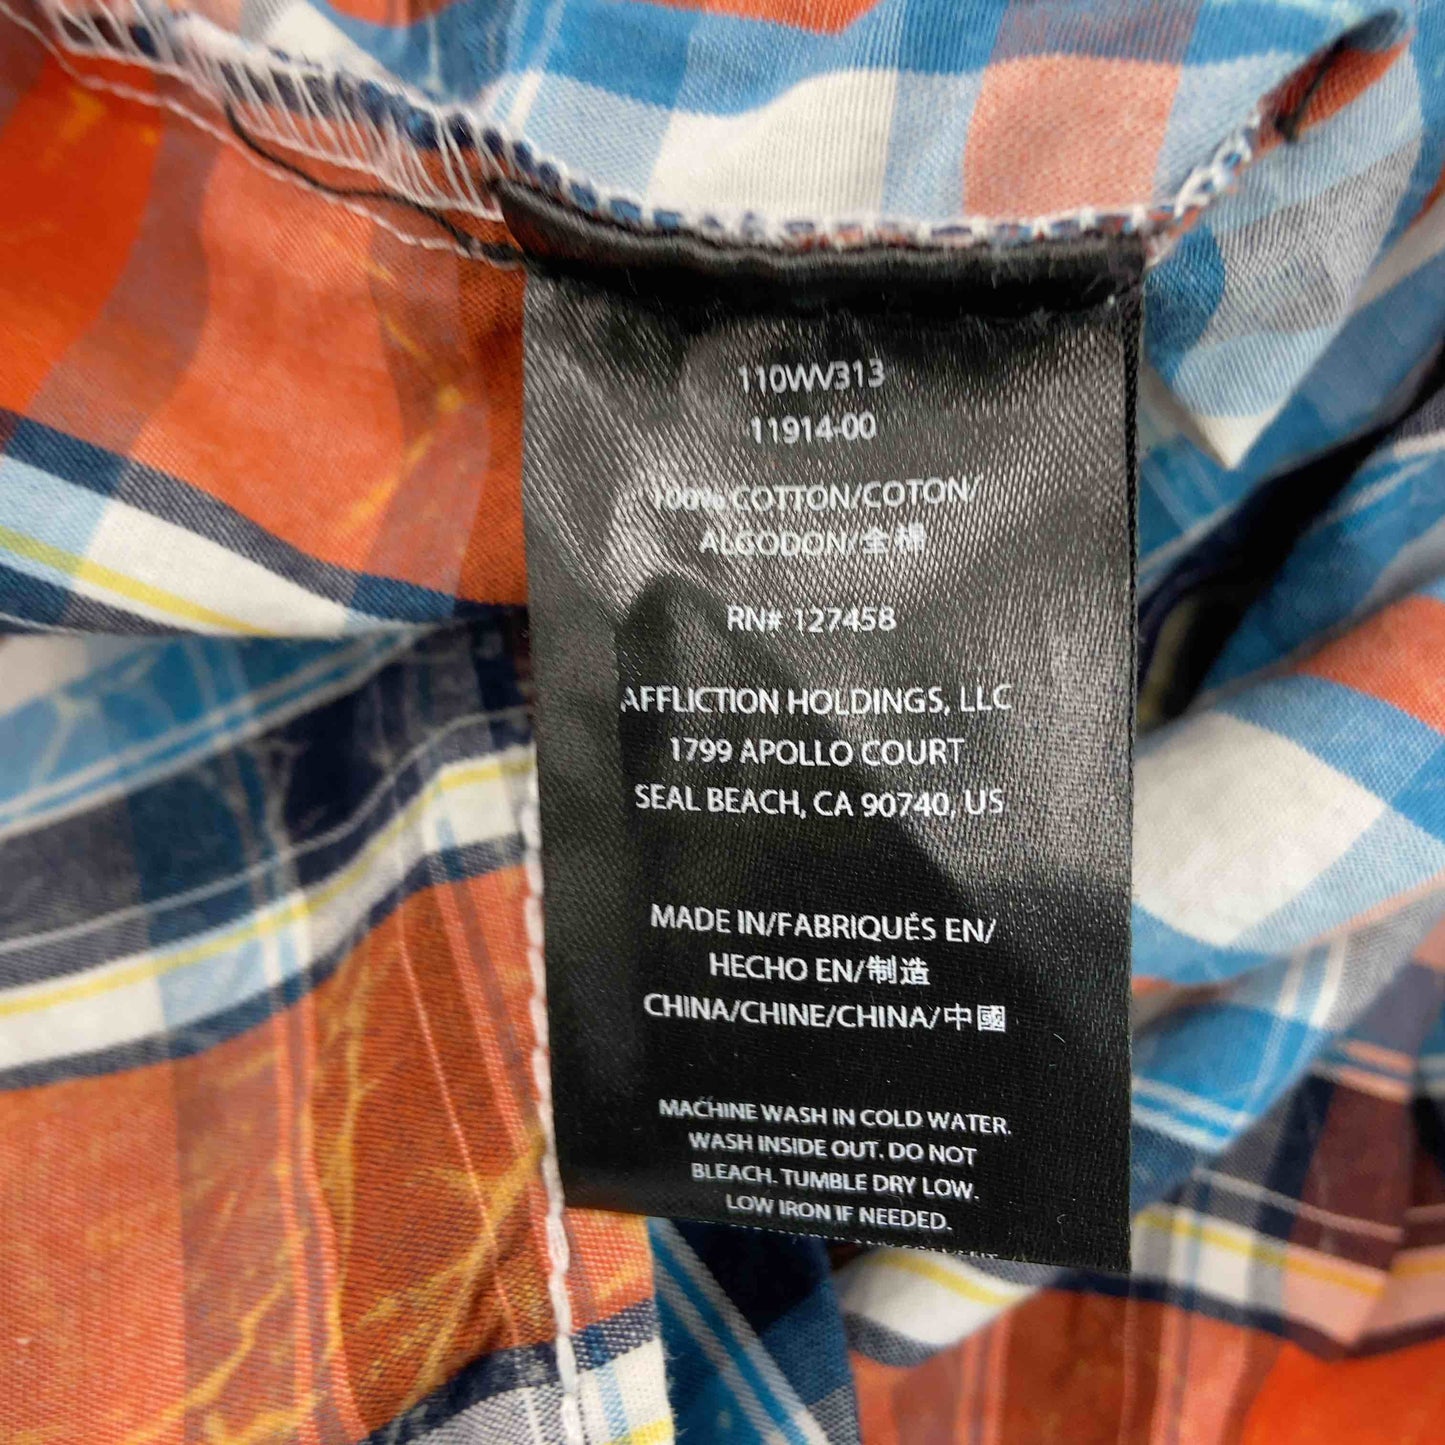 110WV313
11914-00
100% COTTON/COTON/
ALGODON/全棉
RN# 127458
AFFLICTION HOLDINGS, LLC
1799 APOLLO COURT
SEAL BEACH, CA 90740, US
MADE IN/FABRIQUÉS EN/
HECHO EN/制造
CHINA/CHINE/CHINA/中國
MACHINE WASH IN COLD WATER.
WASH INSIDE OUT. DO NOT
BLEACH. TUMBLE DRY LOW.
LOW IRON IF NEEDED.